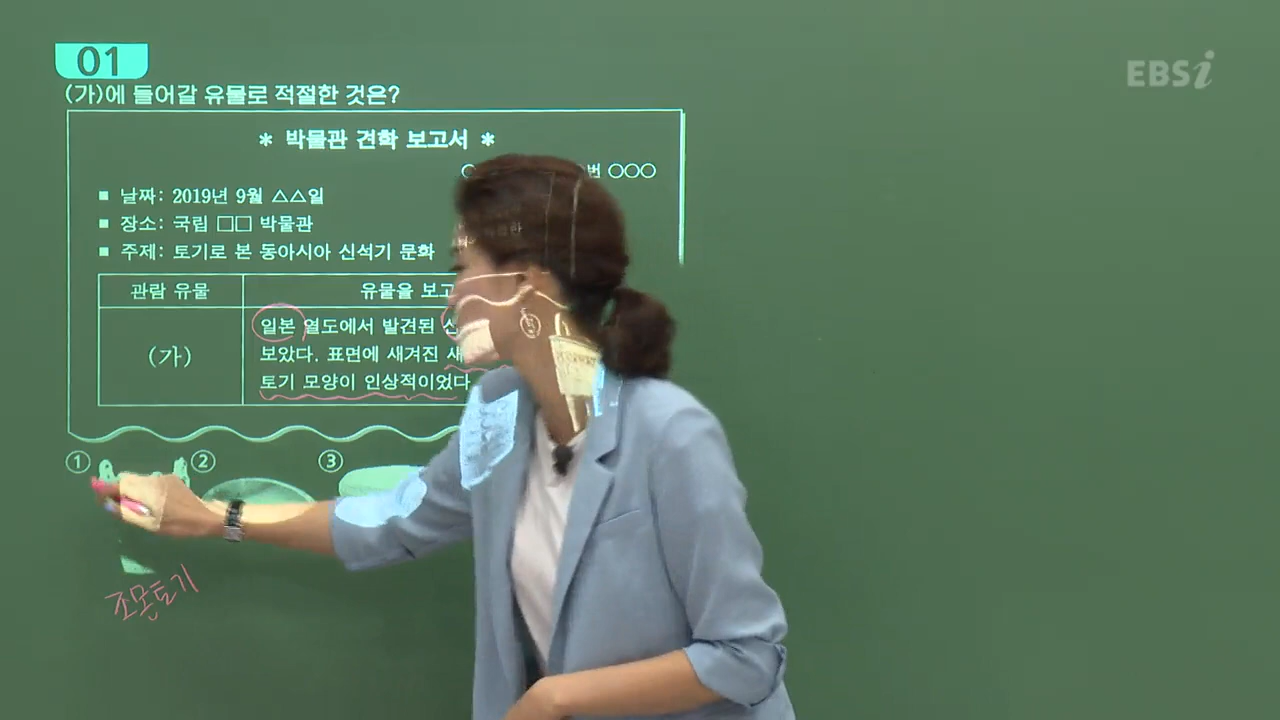 01
EBSi
(가)에 들어갈 유물로 적절한 것은?
* 박물관 견학 보고서 *
번 ○○○
■ 날짜: 2019년 9월 △△일
■ 장소: 국립 □□ 박물관
■ 주제: 토기로 본 동아시아 신석기 문화
관람 유물 유물을 보고
(가)
일본 열도에서 발견된
보았다. 표면에 새겨진
토기 모양이 인상적이었다
① ② ③
조몬토기